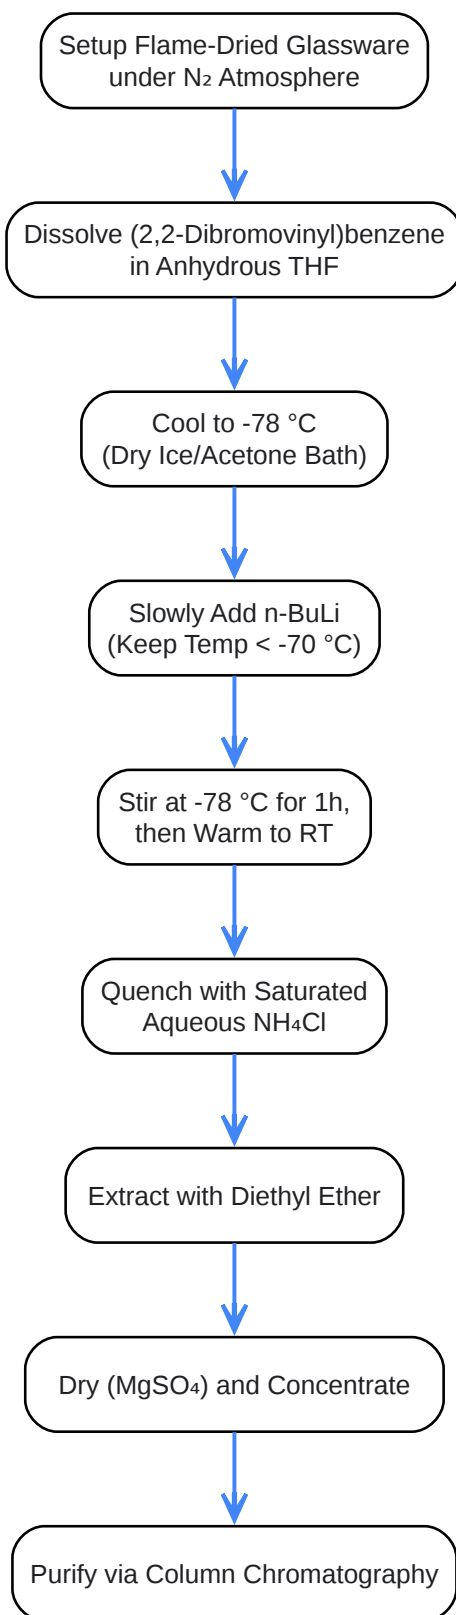 Setup Flame-Dried Glassware
under N₂ Atmosphere
Dissolve (2,2-Dibromovinyl)benzene
in Anhydrous THF
Cool to -78 °C
(Dry Ice/Acetone Bath)
Slowly Add n-BuLi
(Keep Temp < -70 °C)
Stir at -78 °C for 1h,
then Warm to RT
Quench with Saturated
Aqueous NH₄Cl
Extract with Diethyl Ether
Dry (MgSO₄) and Concentrate
Purify via Column Chromatography